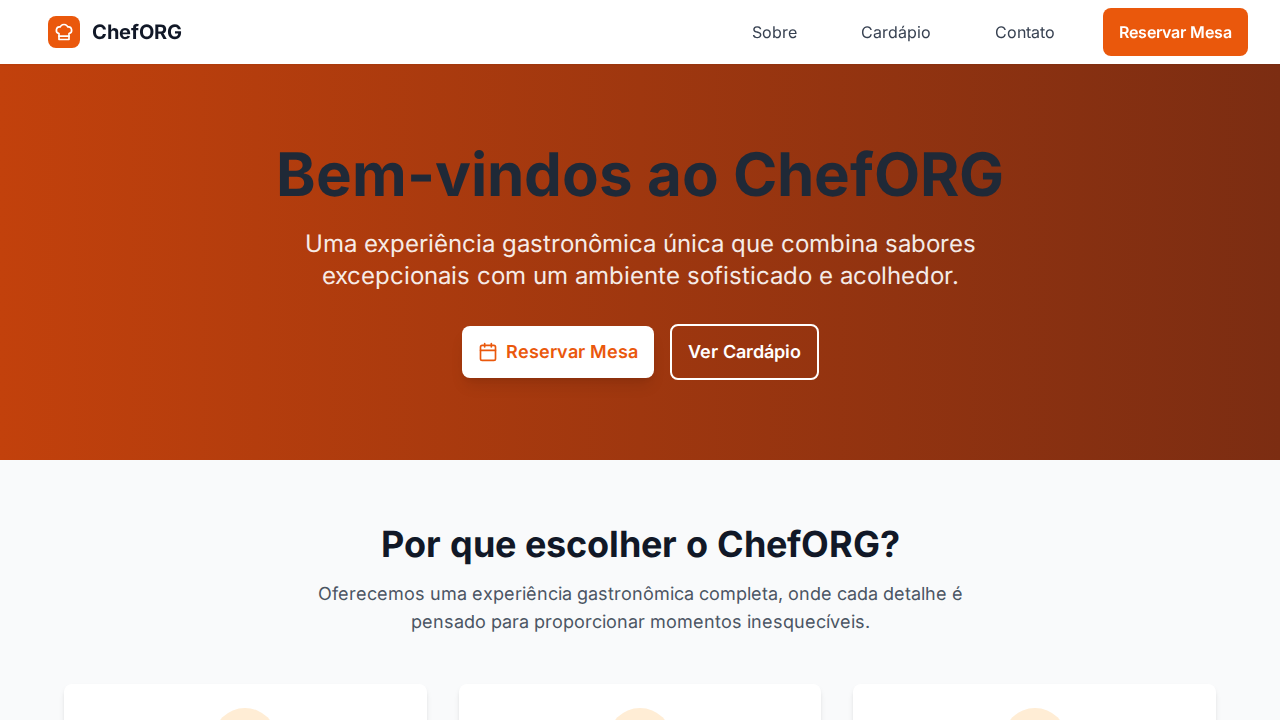 ChefORG
Sobre
Cardápio
Contato
Reservar Mesa
Bem-vindos ao ChefORG
Uma experiência gastronômica única que combina sabores
excepcionais com um ambiente sofisticado e acolhedor.
Reservar Mesa
Ver Cardápio
Por que escolher o ChefORG?
Oferecemos uma experiência gastronômica completa, onde cada detalhe é
pensado para proporcionar momentos inesquecíveis.